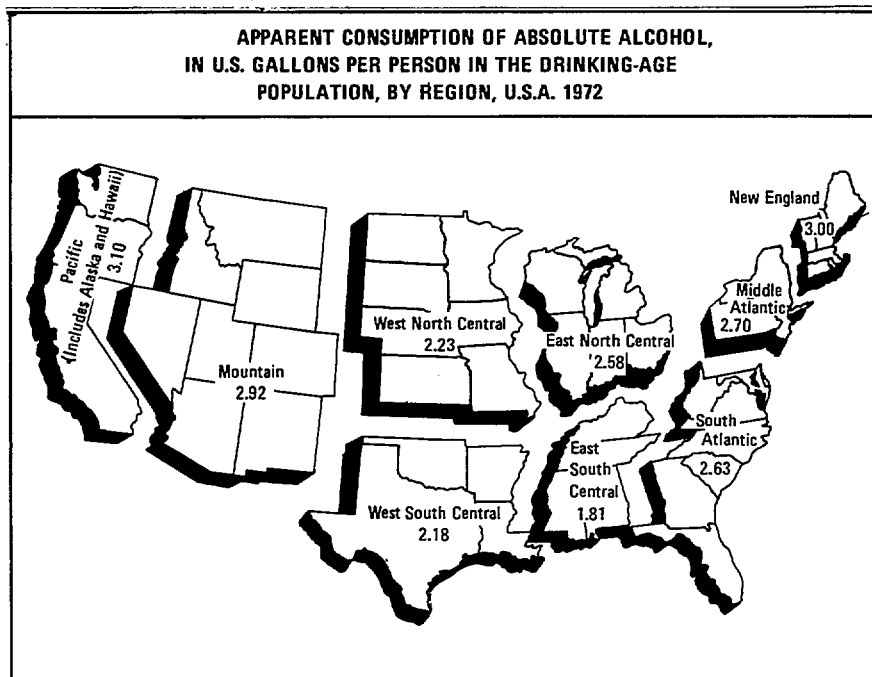 APPARENT CONSUMPTION OF ABSOLUTE ALCOHOL,
IN U.S. GALLONS PER PERSON IN THE DRINKING-AGE
POPULATION, BY REGION, U.S.A. 1972
Pacific
(Includes Alaska and Hawaii)
3.10
Mountain
2.92
West North Central
2.23
West South Central
2.18
East North Central
2.58
East
South
Central
1.81
South
Atlantic
2.63
Middle
Atlantic
2.70
New England
3.00